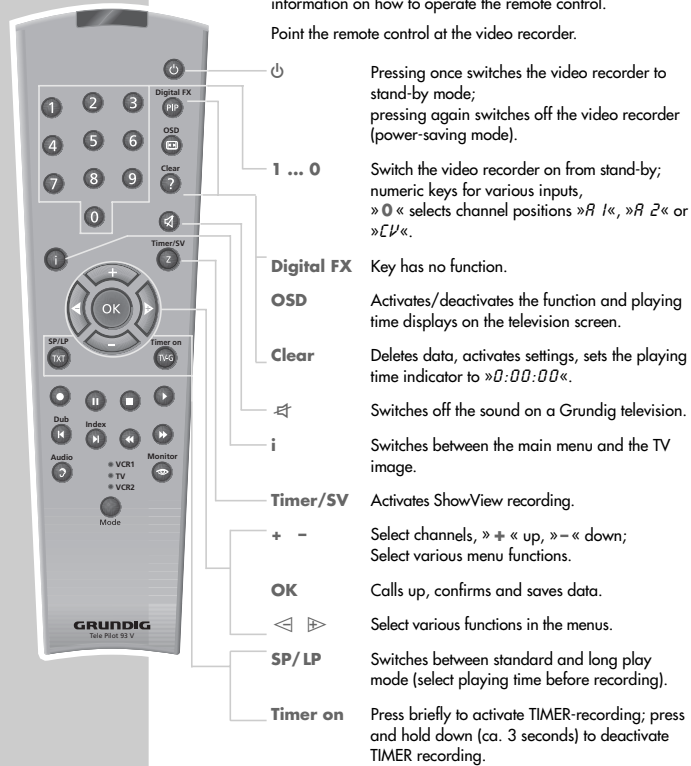 information on how to operate the remote control.
Point the remote control at the video recorder.
⏻ Pressing once switches the video recorder to
stand-by mode;
pressing again switches off the video recorder
(power-saving mode).
1 ... 0 Switch the video recorder on from stand-by;
numeric keys for various inputs,
» 0 « selects channel positions »A 1«, »A 2« or
»CV«.
Digital FX Key has no function.
OSD Activates/deactivates the function and playing
time displays on the television screen.
Clear Deletes data, activates settings, sets the playing
time indicator to »0:00:00«.
Switches off the sound on a Grundig television.
i Switches between the main menu and the TV
image.
Timer/SV Activates ShowView recording.
+ – Select channels, » + « up, »– « down;
Select various menu functions.
OK Calls up, confirms and saves data.
Select various functions in the menus.
SP/ LP Switches between standard and long play
mode (select playing time before recording).
Timer on Press briefly to activate TIMER-recording; press
and hold down (ca. 3 seconds) to deactivate
TIMER recording.
Digital FX
1 2 3 PIP
OSD
4 5 6
Clear
7 8 9 ?
0
Timer/SV
i Z
+
OK
–
SP/LP Timer on
TXT TV-G
Dub Index
Audio Monitor
VCR1
TV
VCR2
Mode
GRUNDIG
Tele Pilot 93 V